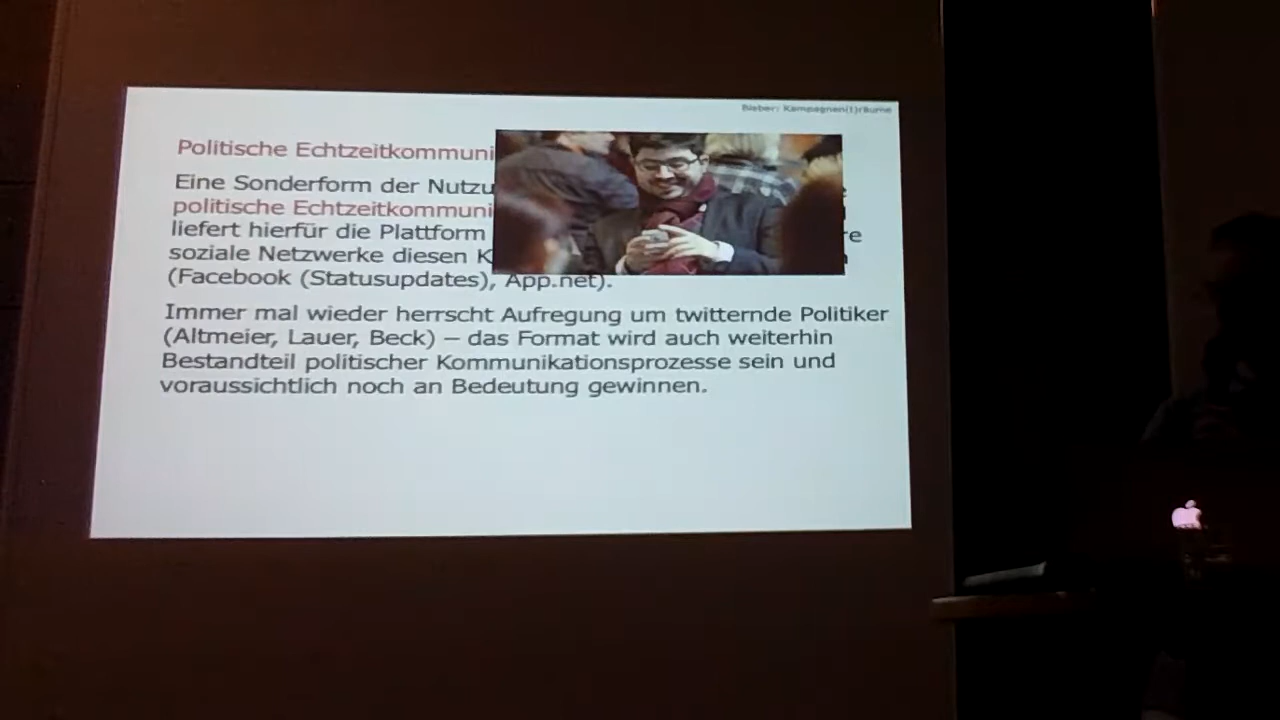 Bieber: Kampagnen(t)räume
Politische Echtzeitkommuni
Eine Sonderform der Nutzu
politische Echtzeitkommuni
liefert hierfür die Plattform re
soziale Netzwerke diesen K
(Facebook (Statusupdates), App.net).
Immer mal wieder herrscht Aufregung um twitternde Politiker
(Altmeier, Lauer, Beck) – das Format wird auch weiterhin
Bestandteil politischer Kommunikationsprozesse sein und
voraussichtlich noch an Bedeutung gewinnen.